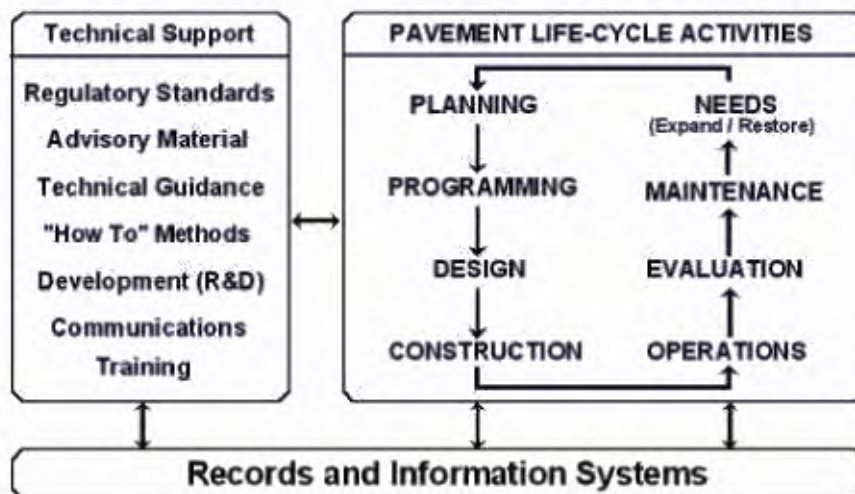 Technical Support
Regulatory Standards
Advisory Material
Technical Guidance
"How To" Methods
Development (R&D)
Communications
Training
PAVEMENT LIFE-CYCLE ACTIVITIES
PLANNING
PROGRAMMING
DESIGN
CONSTRUCTION
OPERATIONS
EVALUATION
MAINTENANCE
NEEDS
(Expand / Restore)
Records and Information Systems